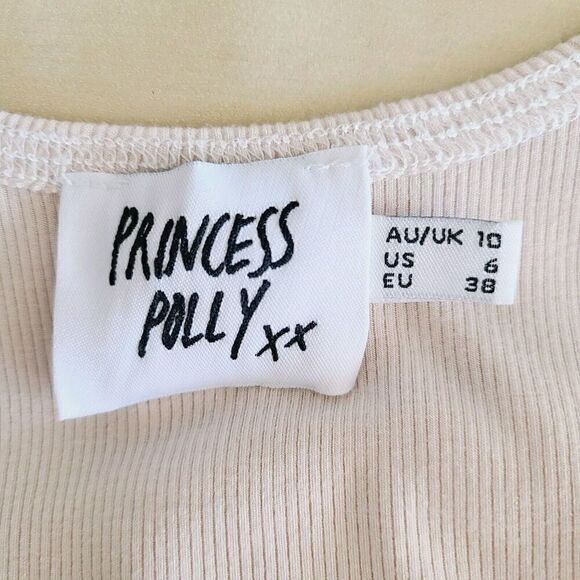 PRINCESS
POLLY xx
AU/UK 10
US 6
EU 38